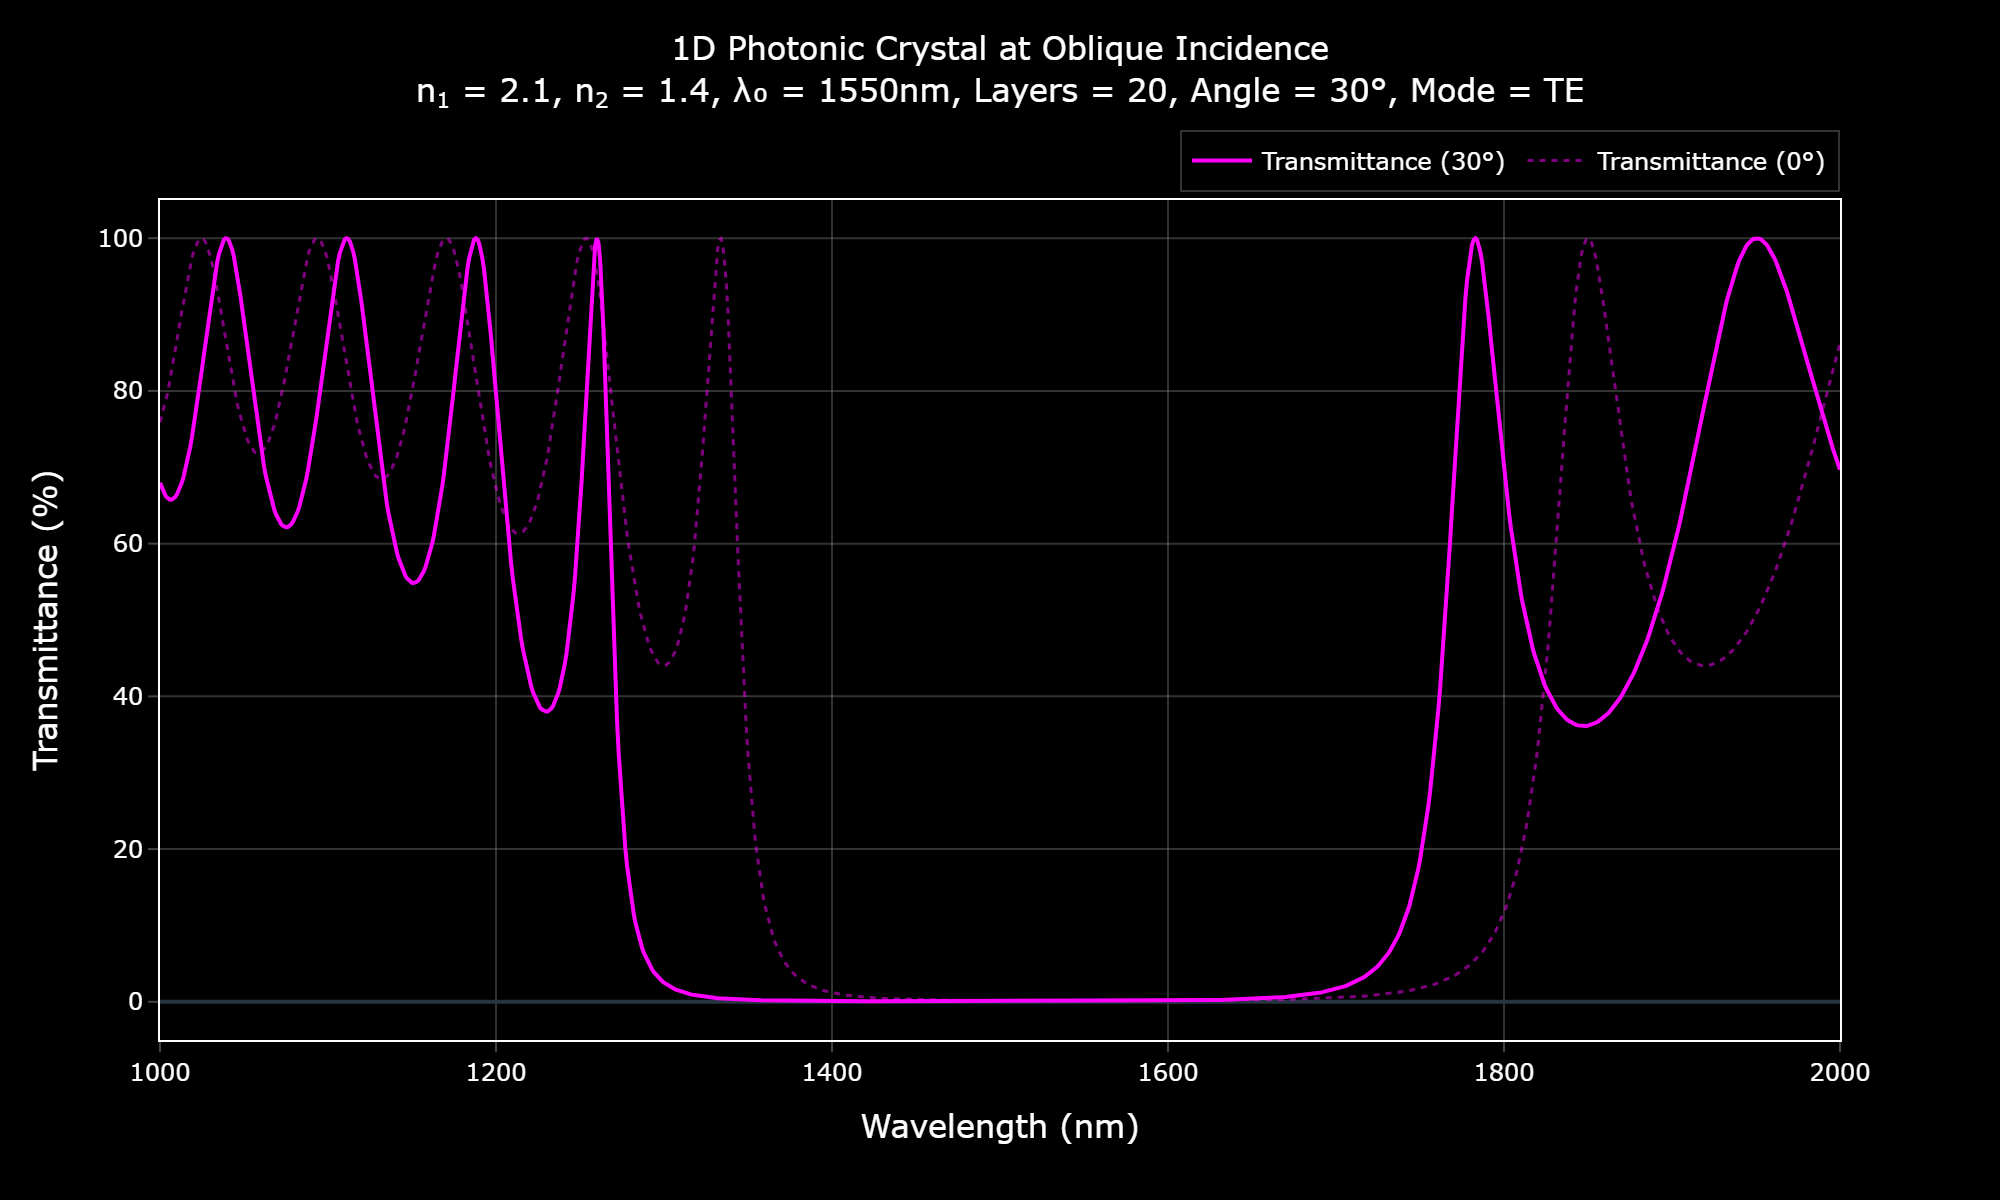 1D Photonic Crystal at Oblique Incidence
n₁ = 2.1, n₂ = 1.4, λ₀ = 1550nm, Layers = 20, Angle = 30°, Mode = TE
Transmittance (30°) Transmittance (0°)
100
80
60
40
20
0
Transmittance (%)
1000 1200 1400 1600 1800 2000
Wavelength (nm)